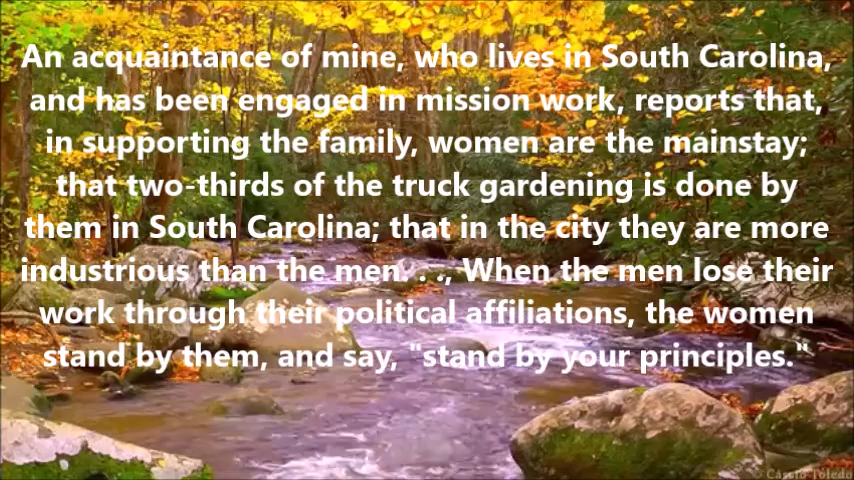 An acquaintance of mine, who lives in South Carolina,
and has been engaged in mission work, reports that,
in supporting the family, women are the mainstay;
that two-thirds of the truck gardening is done by
them in South Carolina; that in the city they are more
industrious than the men. . ., When the men lose their
work through their political affiliations, the women
stand by them, and say, "stand by your principles."
© Cássio Toledo